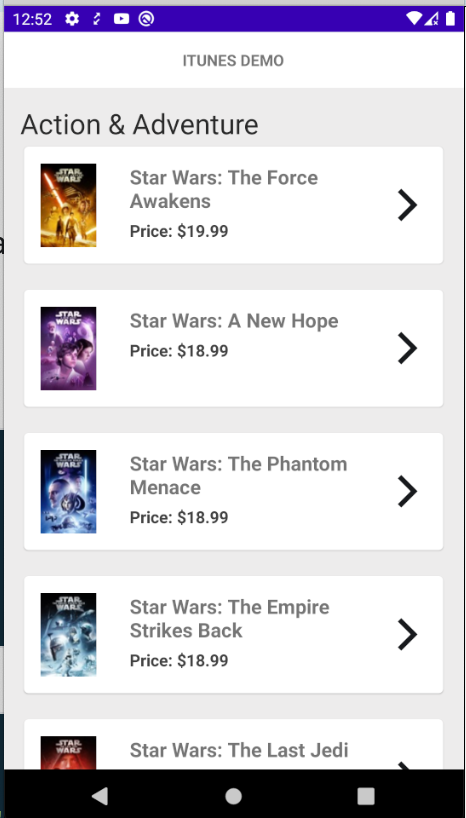 12:52
ITUNES DEMO
Action & Adventure
STAR
WARS
Star Wars: The Force
Awakens
Price: $19.99
STAR
WARS
Star Wars: A New Hope
Price: $18.99
STAR
WARS
Star Wars: The Phantom
Menace
Price: $18.99
STAR
WARS
Star Wars: The Empire
Strikes Back
Price: $18.99
STAR
WARS
Star Wars: The Last Jedi